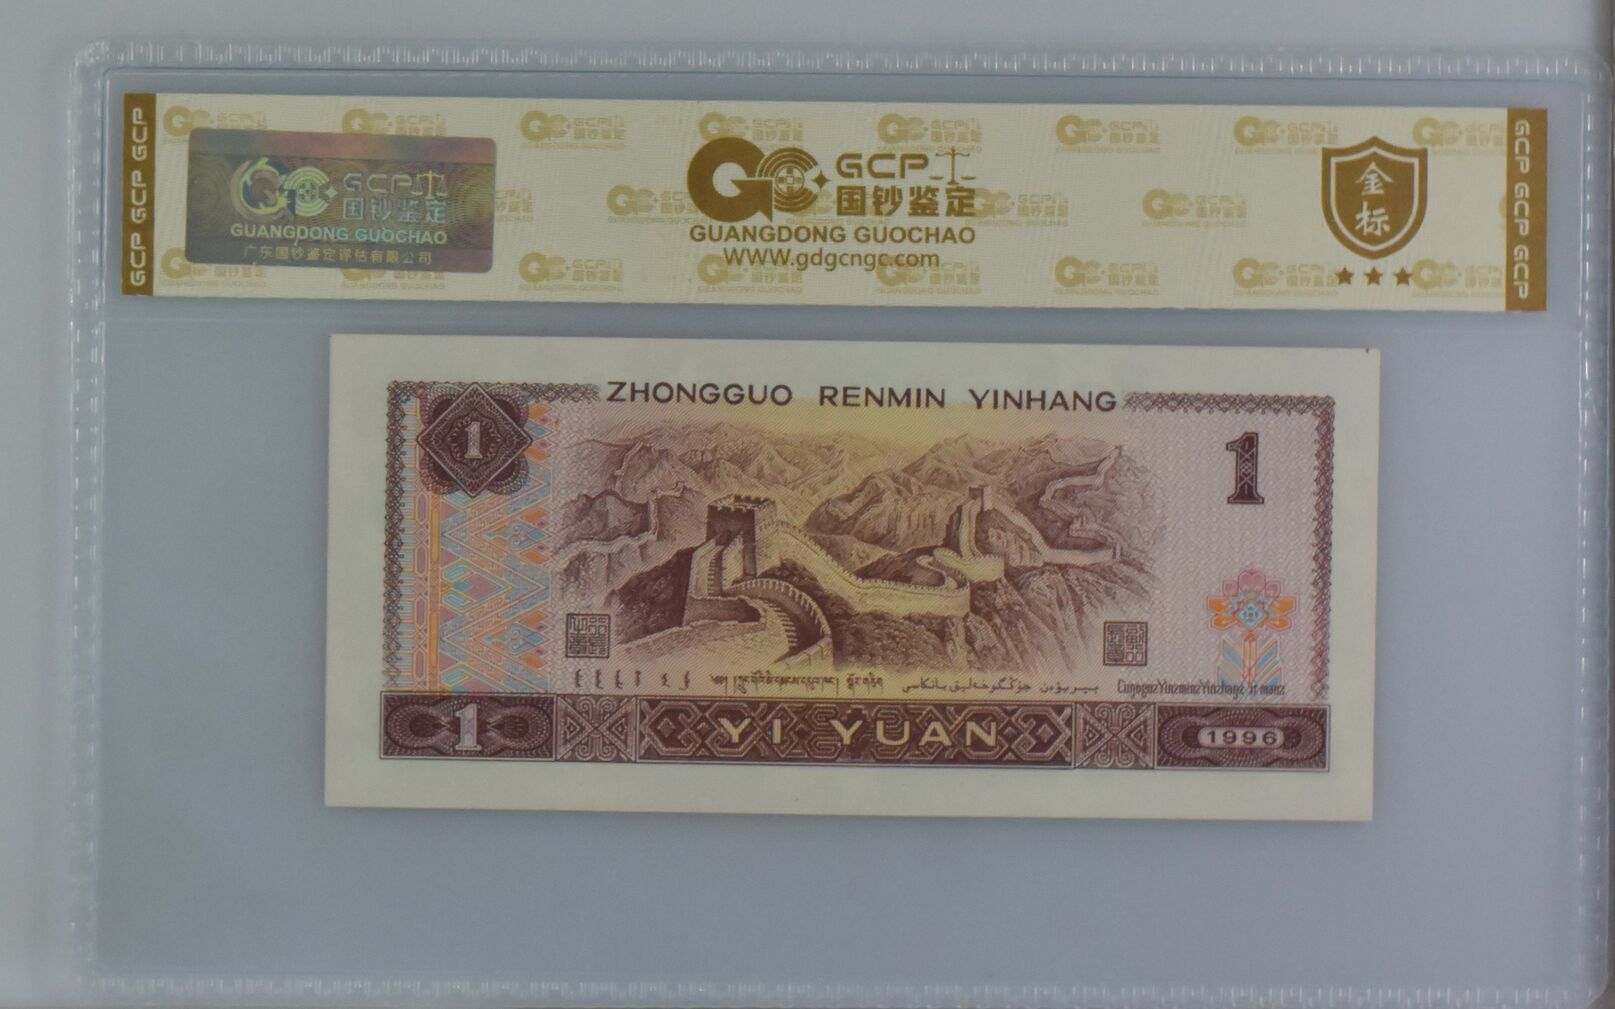 GCP GCP GCP
GCP
国钞鉴定
GUANGDONG GUOCHAO
广东国钞鉴定评估有限公司
GCP
国钞鉴定
GUANGDONG GUOCHAO
www.gdgcngc.com
金
标
GCP GCP GCP
ZHONGGUO RENMIN YINHANG
1
1
1
YI YUAN
1996